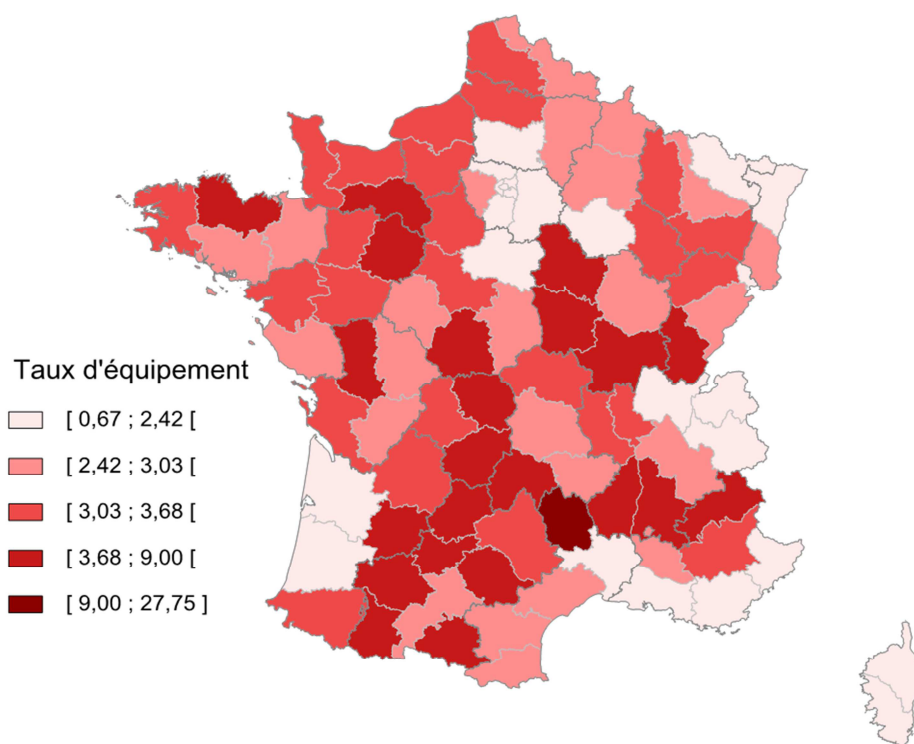 Taux d'équipement
[ 0,67 ; 2,42 [
[ 2,42 ; 3,03 [
[ 3,03 ; 3,68 [
[ 3,68 ; 9,00 [
[ 9,00 ; 27,75 ]